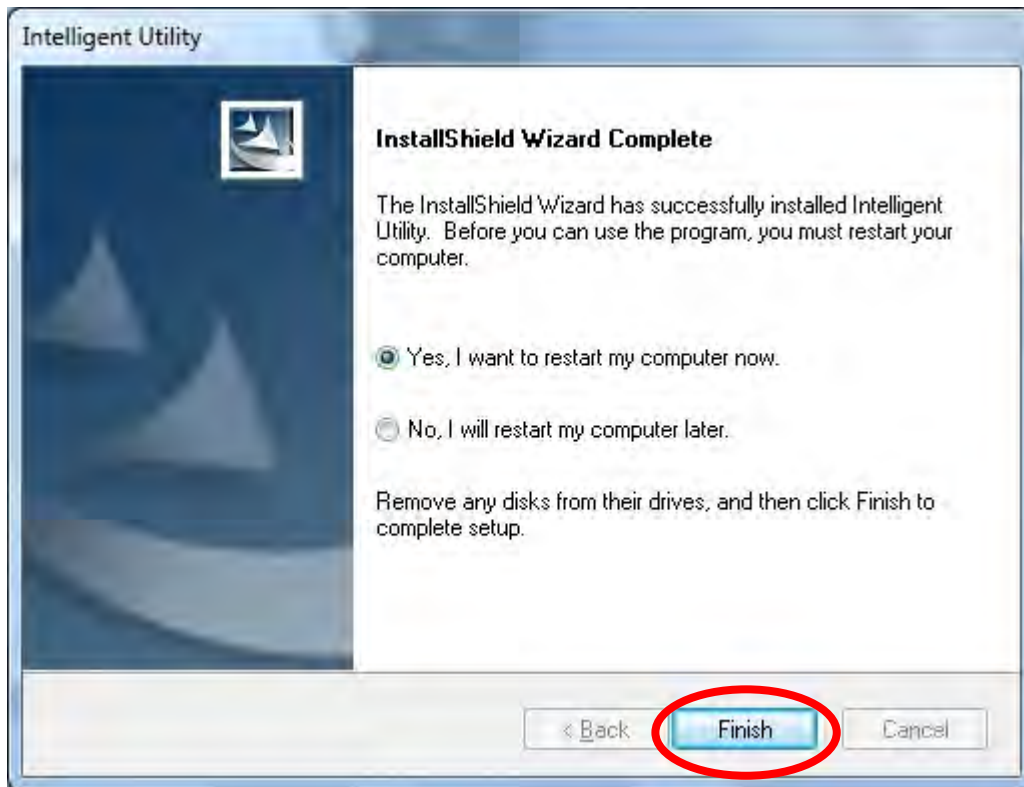 Intelligent Utility
InstallShield Wizard Complete
The InstallShield Wizard has successfully installed Intelligent
Utility.  Before you can use the program, you must restart your
computer.
Yes, I want to restart my computer now.
No, I will restart my computer later.
Remove any disks from their drives, and then click Finish to
complete setup.
< Back
Finish
Cancel